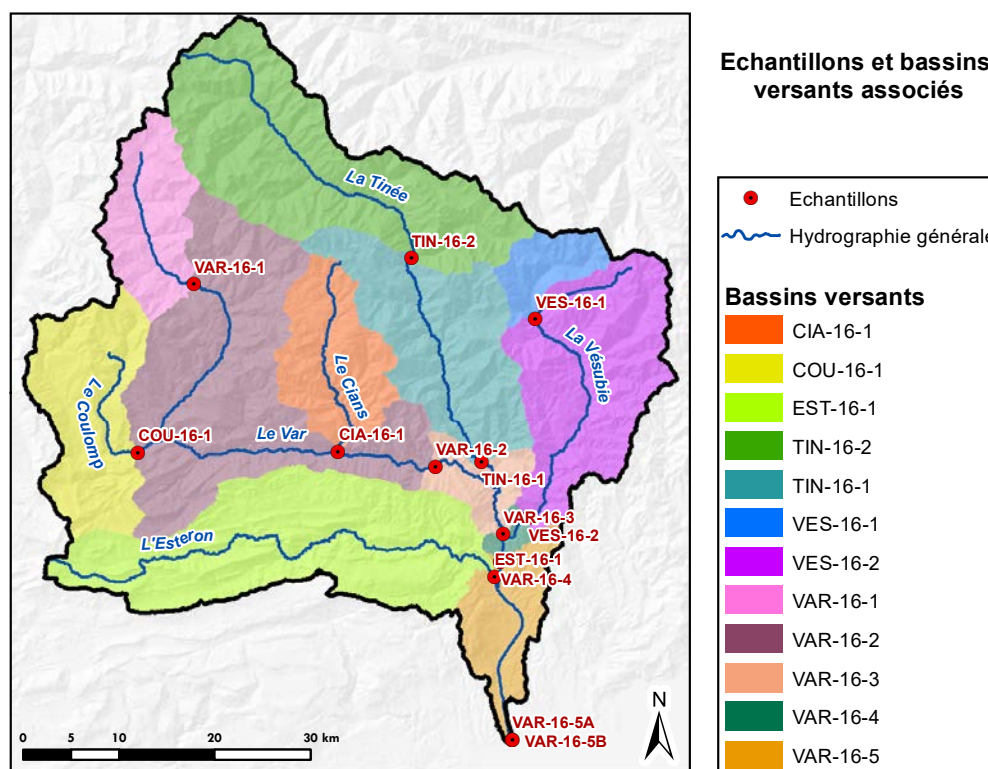 Echantillons et bassins
versants associés
Echantillons
Hydrographie générale
Bassins versants
CIA-16-1
COU-16-1
EST-16-1
TIN-16-2
TIN-16-1
VES-16-1
VES-16-2
VAR-16-1
VAR-16-2
VAR-16-3
VAR-16-4
VAR-16-5
La Tinée
TIN-16-2
VAR-16-1
VES-16-1
La Vésubie
Le Cians
Le Coulomp
COU-16-1
Le Var
CIA-16-1
VAR-16-2
TIN-16-1
VAR-16-3
VES-16-2
L'Esteron
EST-16-1
VAR-16-4
VAR-16-5A
VAR-16-5B
N
0 5 10 20 30 km